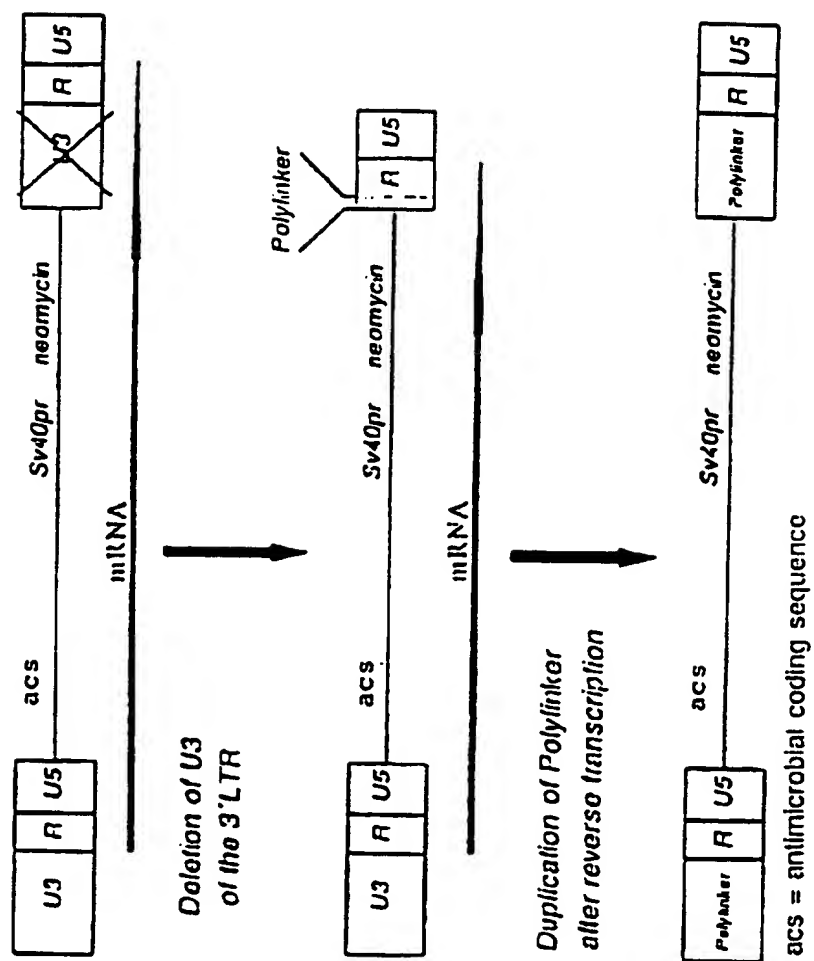 U3 R U5 acs Sv40pr neomycin U3 R U5
mRNA
Deletion of U3
of the 3'LTR
Polylinker
U3 R U5 acs Sv40pr neomycin R U5
mRNA
Duplication of Polylinker
after reverse transcription
Polylinker R U5 acs Sv40pr neomycin Polylinker R U5
acs = antimicrobial coding sequence